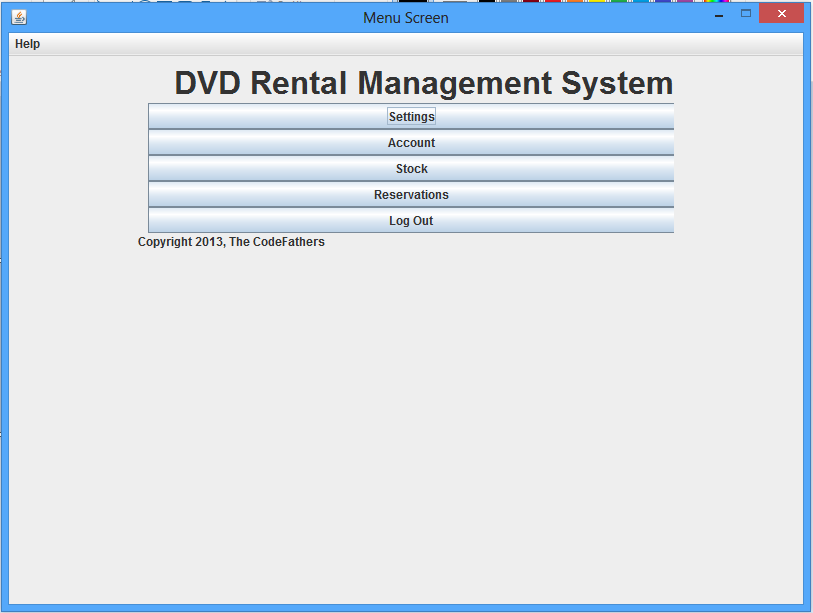 Menu Screen
Help
DVD Rental Management System
Settings
Account
Stock
Reservations
Log Out
Copyright 2013, The CodeFathers